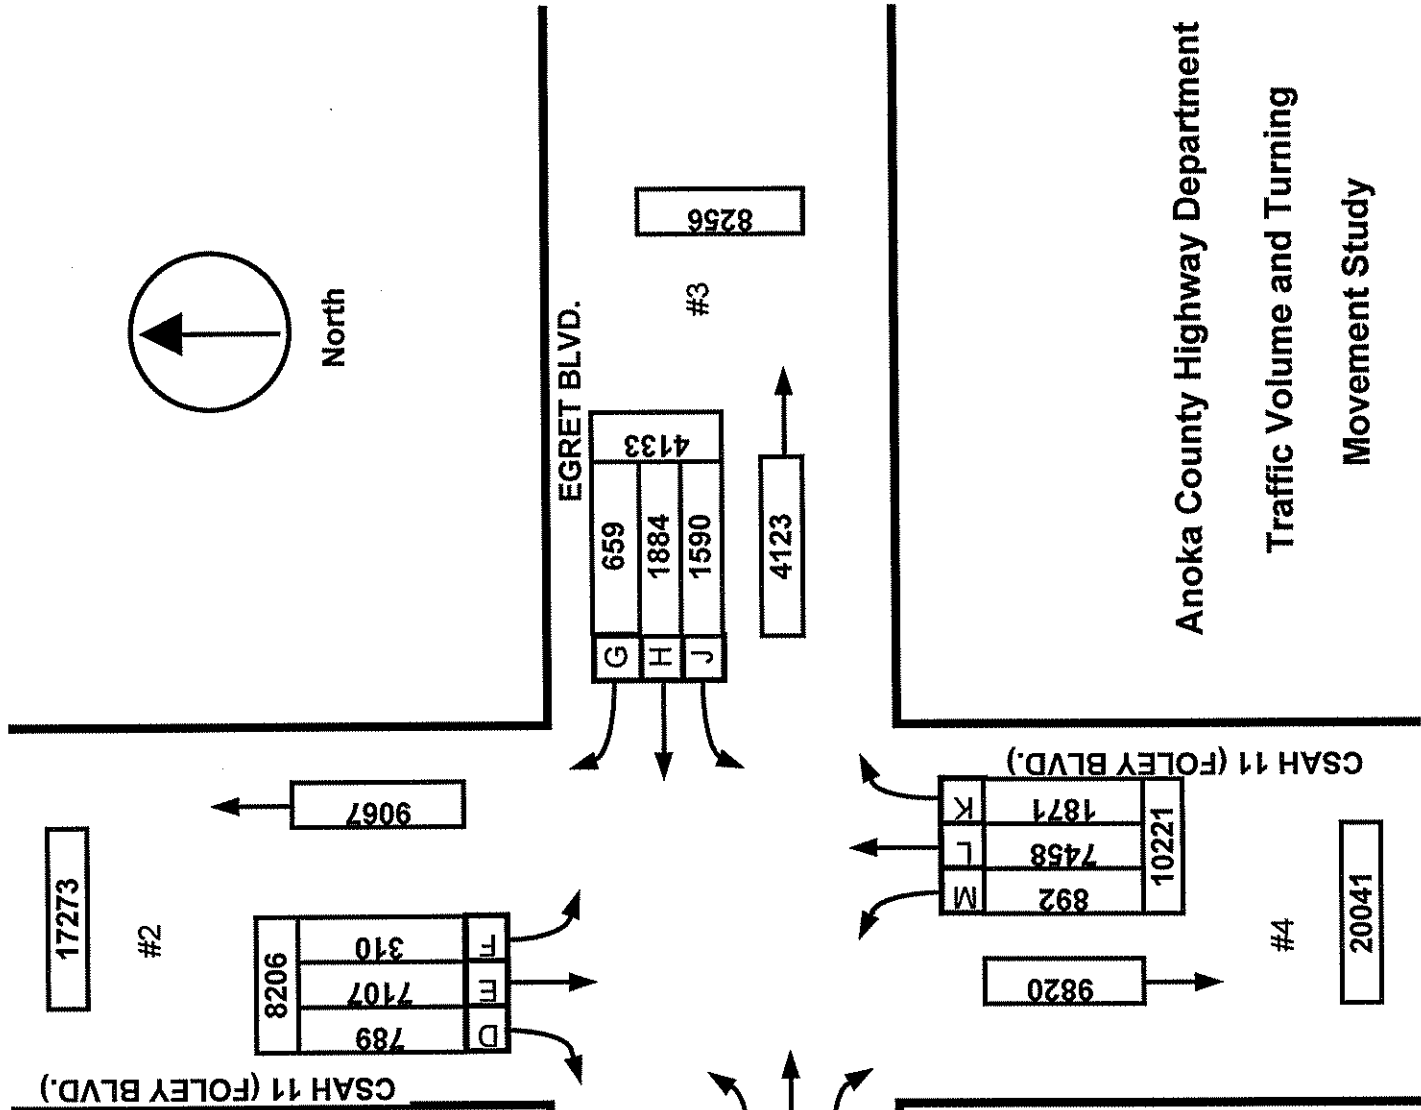 North
EGRET BLVD.
#3
8256
G 659
H 1884
J 1590
4133
4123
17273
#2
9067
8206
D 789
E 7107
F 310
CSAH 11 (FOLEY BLVD.)
CSAH 11 (FOLEY BLVD.)
K 1871
L 7458
M 892
10221
9820
#4
20041
Anoka County Highway Department
Traffic Volume and Turning
Movement Study